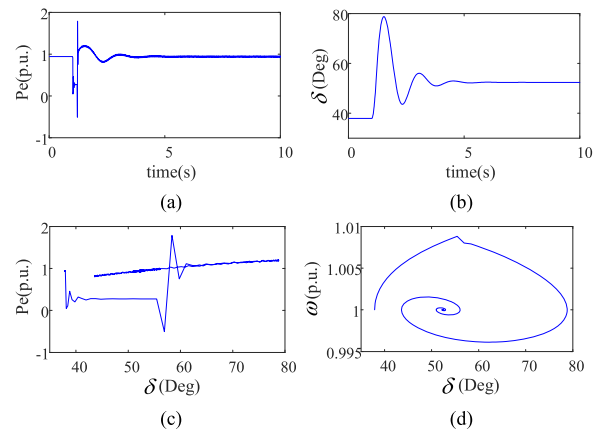 2
1
0
-1
Pe(p.u.)
0 5 10
time(s)
(a)
80
60
40
δ(Deg)
0 5 10
time(s)
(b)
2
1
0
-1
Pe(p.u.)
40 50 60 70 80
δ(Deg)
(c)
1.01
1.005
1
0.995
ω(p.u.)
30 40 50 60 70 80
δ(Deg)
(d)